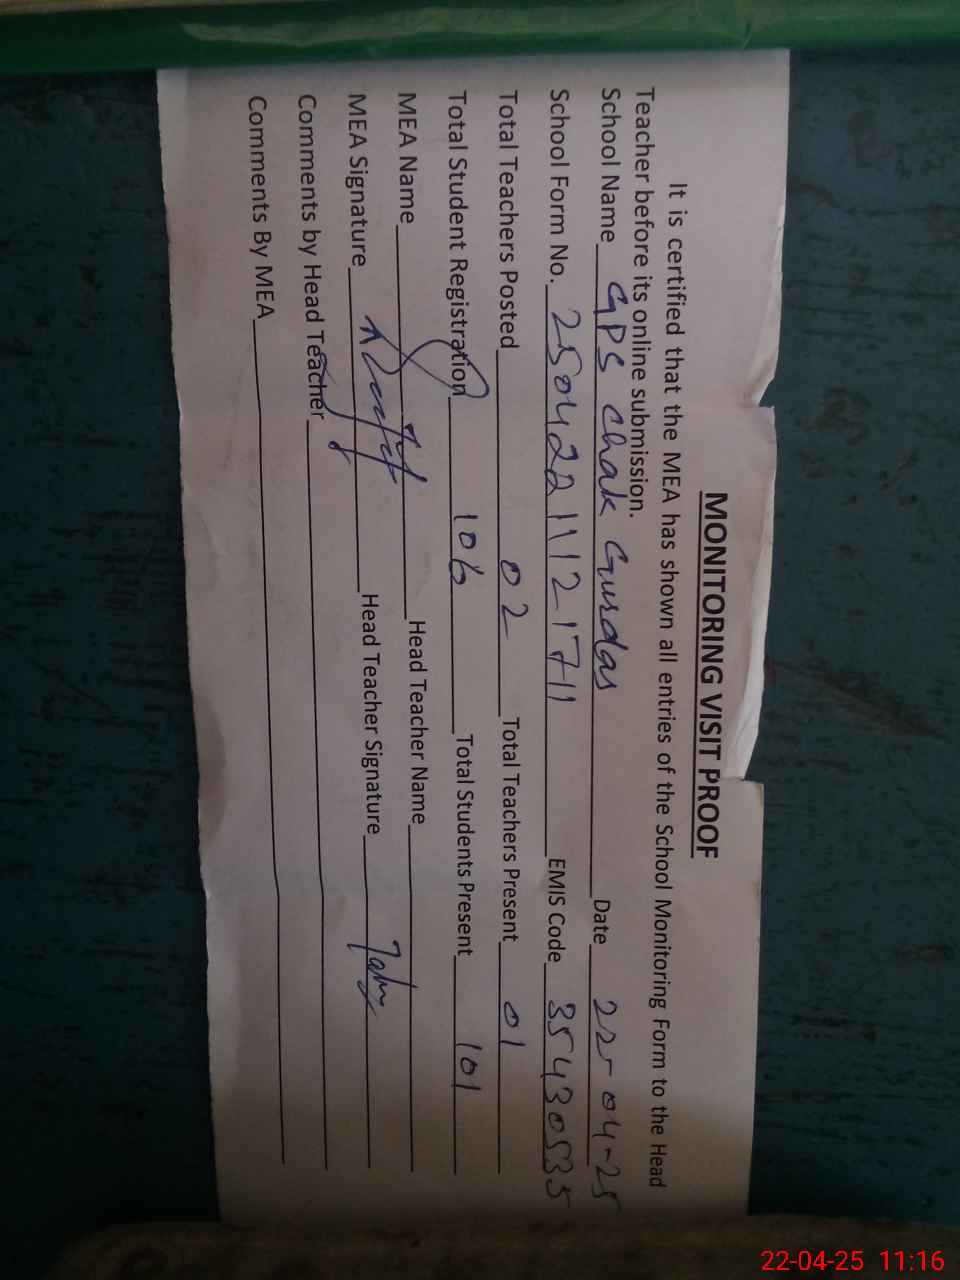 MONITORING VISIT PROOF
It is certified that the MEA has shown all entries of the School Monitoring Form to the Head
Teacher before its online submission.
School Name GPS Chak Gurdas Date 22-04-25
School Form No. 250422111121711 EMIS Code 35430535
Total Teachers Posted 02 Total Teachers Present 01
Total Student Registration 106 Total Students Present 101
MEA Name Head Teacher Name
MEA Signature Head Teacher Signature
Comments by Head Teacher
Comments By MEA
22-04-25 11:16